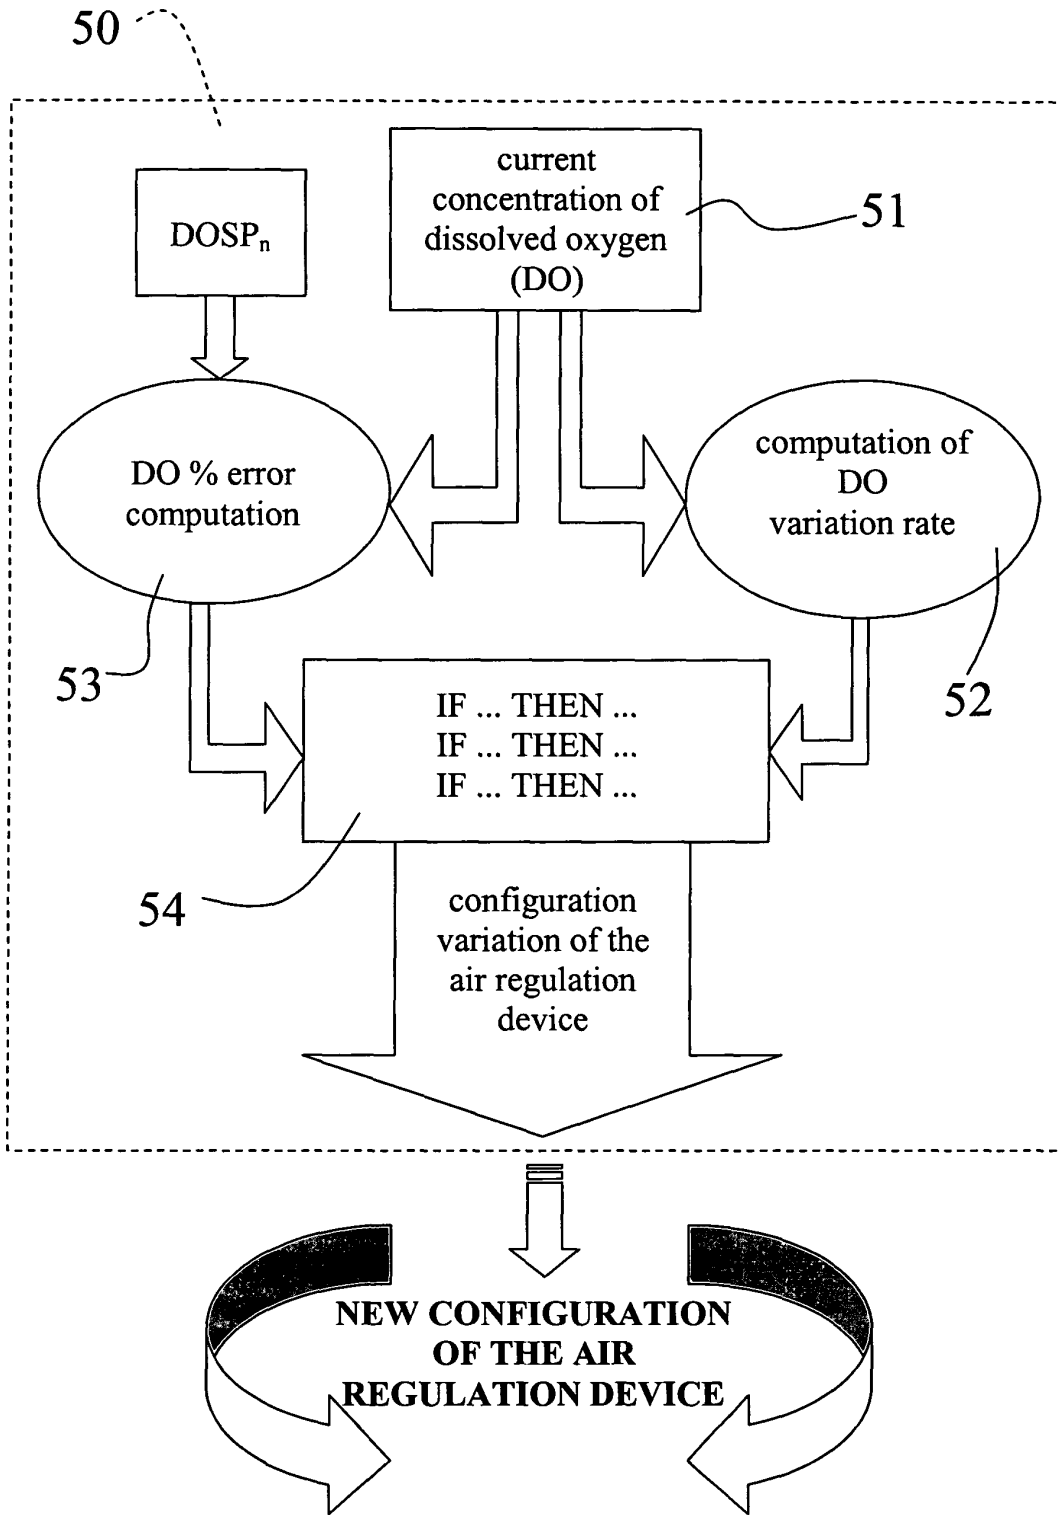 50
current
concentration of
dissolved oxygen
(DO)
51
DOSPₙ
DO % error
computation
computation of
DO
variation rate
53
52
IF ... THEN ...
IF ... THEN ...
IF ... THEN ...
54
configuration
variation of the
air regulation
device
NEW CONFIGURATION
OF THE AIR
REGULATION DEVICE